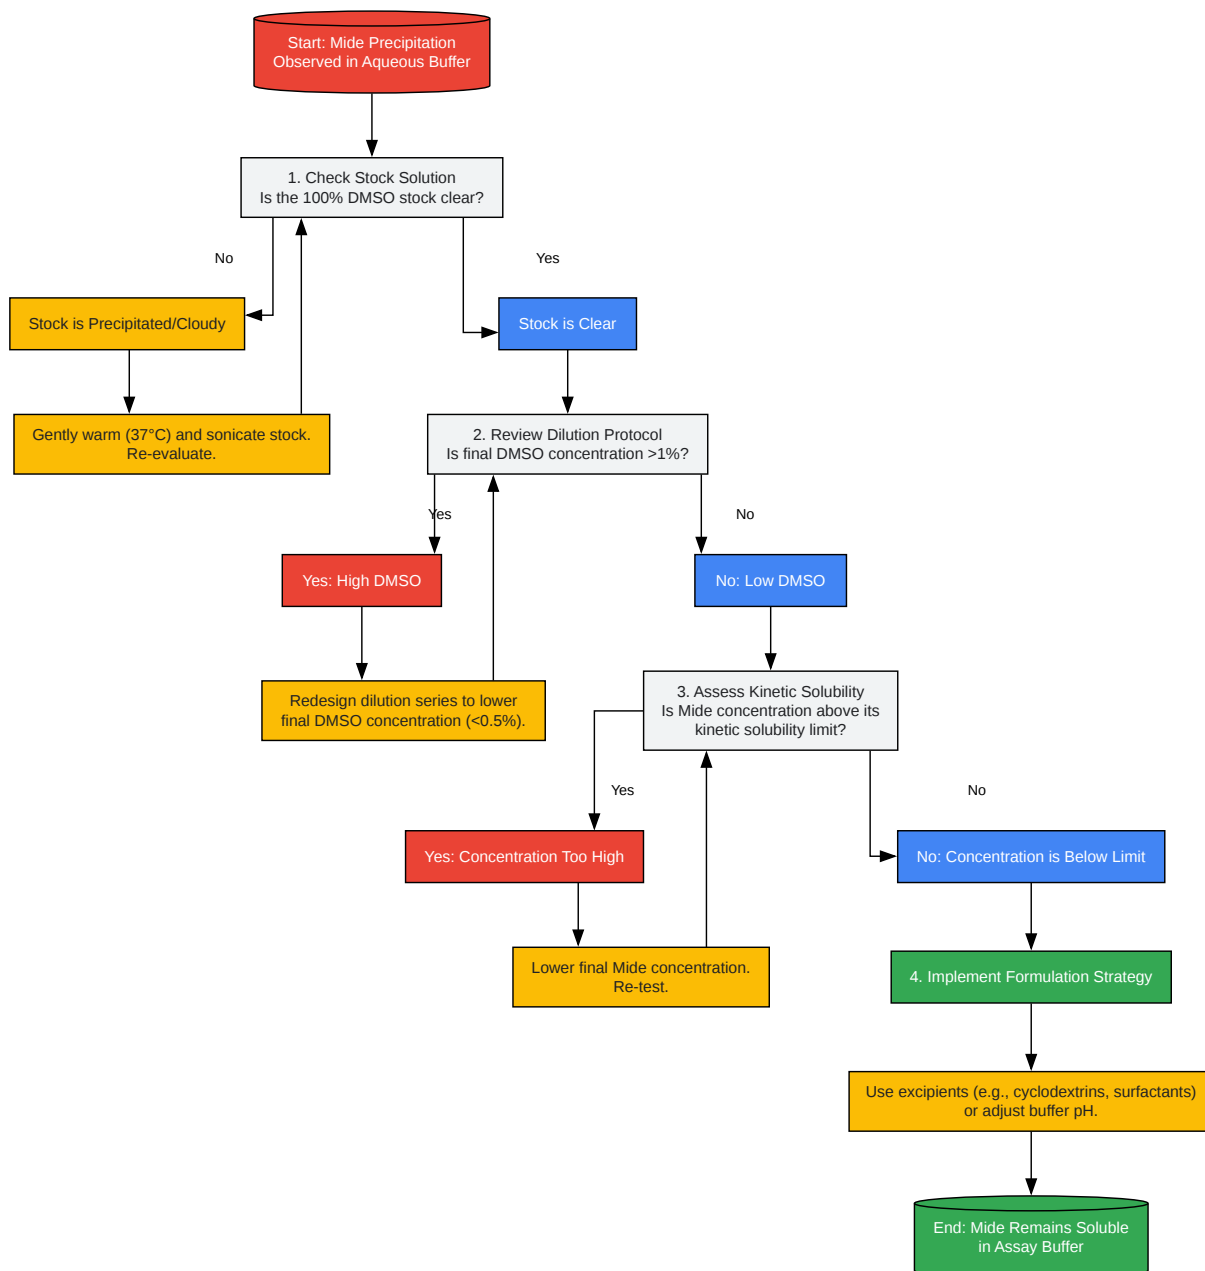 Start: Mide Precipitation
Observed in Aqueous Buffer
1. Check Stock Solution
Is the 100% DMSO stock clear?
No
Yes
Stock is Precipitated/Cloudy
Stock is Clear
Gently warm (37°C) and sonicate stock.
Re-evaluate.
2. Review Dilution Protocol
Is final DMSO concentration >1%?
Yes
No
Yes: High DMSO
No: Low DMSO
Redesign dilution series to lower
final DMSO concentration (<0.5%).
3. Assess Kinetic Solubility
Is Mide concentration above its
kinetic solubility limit?
Yes
No
Yes: Concentration Too High
No: Concentration is Below Limit
Lower final Mide concentration.
Re-test.
4. Implement Formulation Strategy
Use excipients (e.g., cyclodextrins, surfactants)
or adjust buffer pH.
End: Mide Remains Soluble
in Assay Buffer